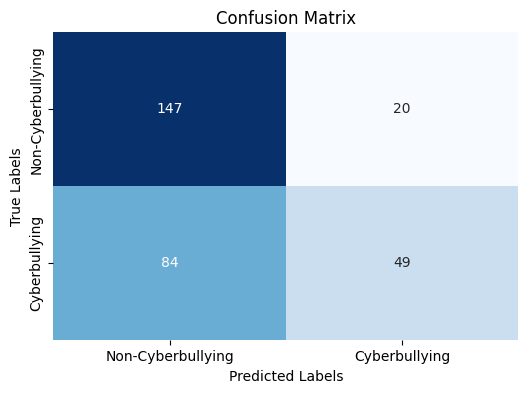 Confusion Matrix
True Labels
Non-Cyberbullying
147
20
Cyberbullying
84
49
Non-Cyberbullying
Cyberbullying
Predicted Labels